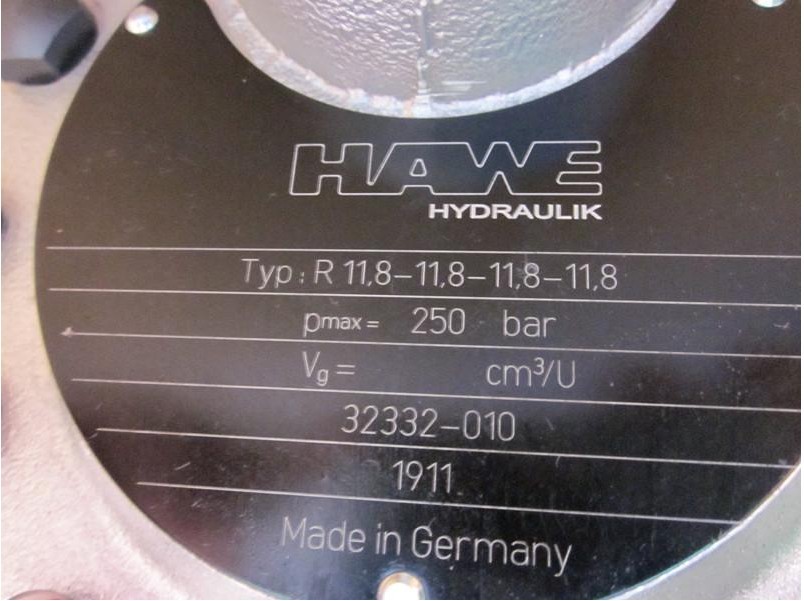 HAWE
HYDRAULIK
Typ: R 11,8-11,8-11,8-11,8
pmax= 250 bar
Vg= cm³/U
32332-010
1911
Made in Germany